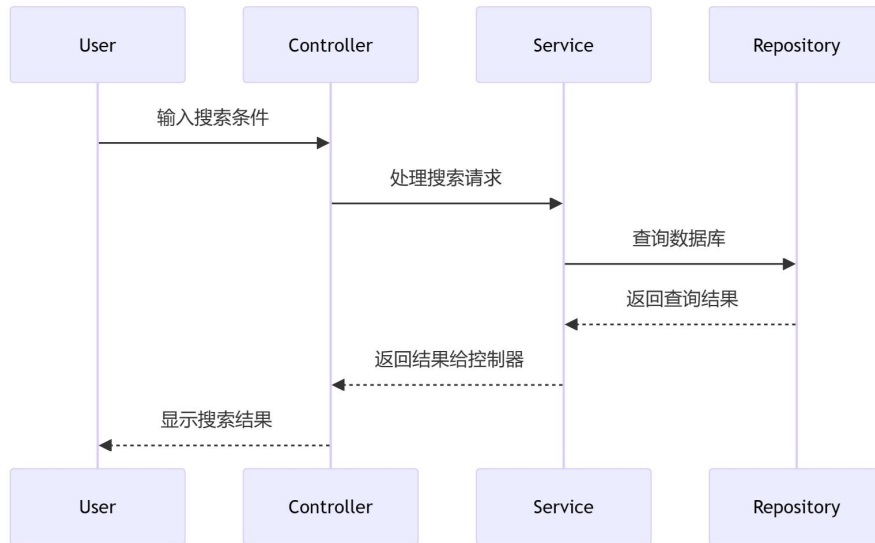 User Controller Service Repository
输入搜索条件
处理搜索请求
查询数据库
返回查询结果
返回结果给控制器
显示搜索结果
User Controller Service Repository